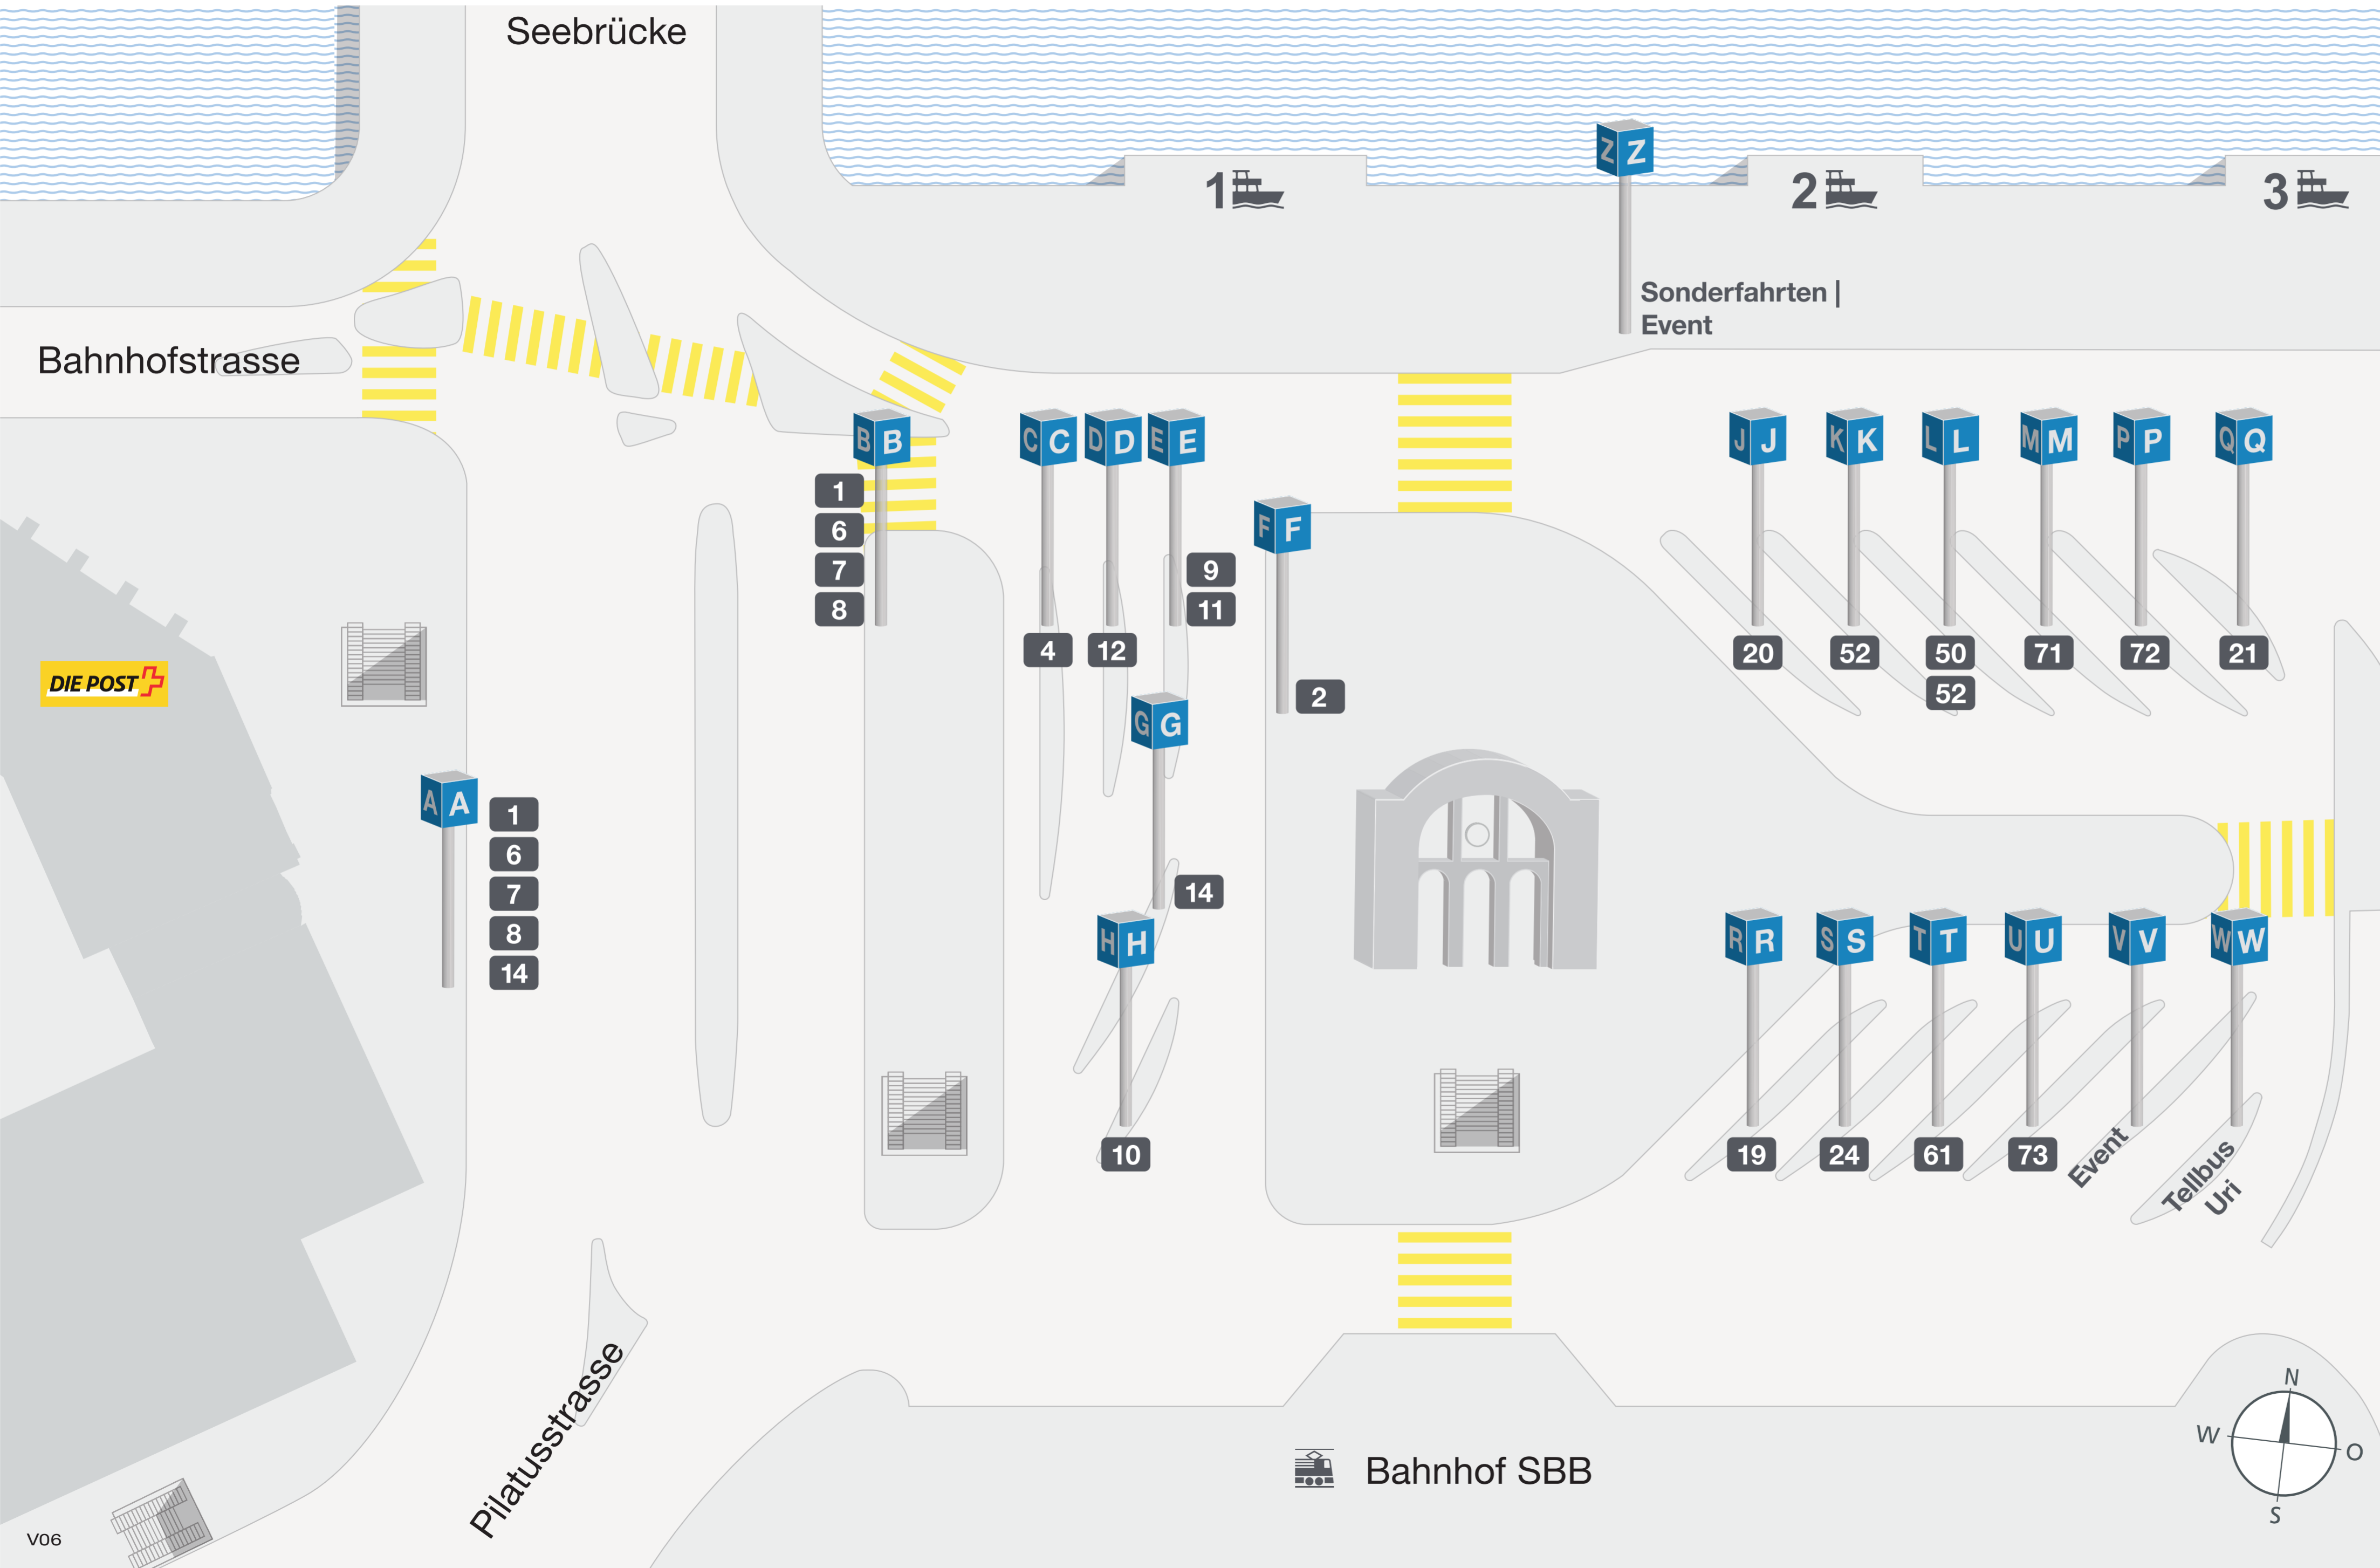 Seebrücke
Z Z
1
2
3
Sonderfahrten |
Event
Bahnhofstrasse
B B
C C
D D
E E
J J
K K
L L
M M
P P
Q Q
1
6
7
8
9
11
F F
4
12
20
52
50
52
71
72
21
DIE POST
2
G G
A A
1
6
7
8
14
14
H H
R R
S S
T T
U U
V V
W W
10
19
24
61
73
Event
Tellbus
Uri
Pilatusstrasse
Bahnhof SBB
N
W
O
S
V06